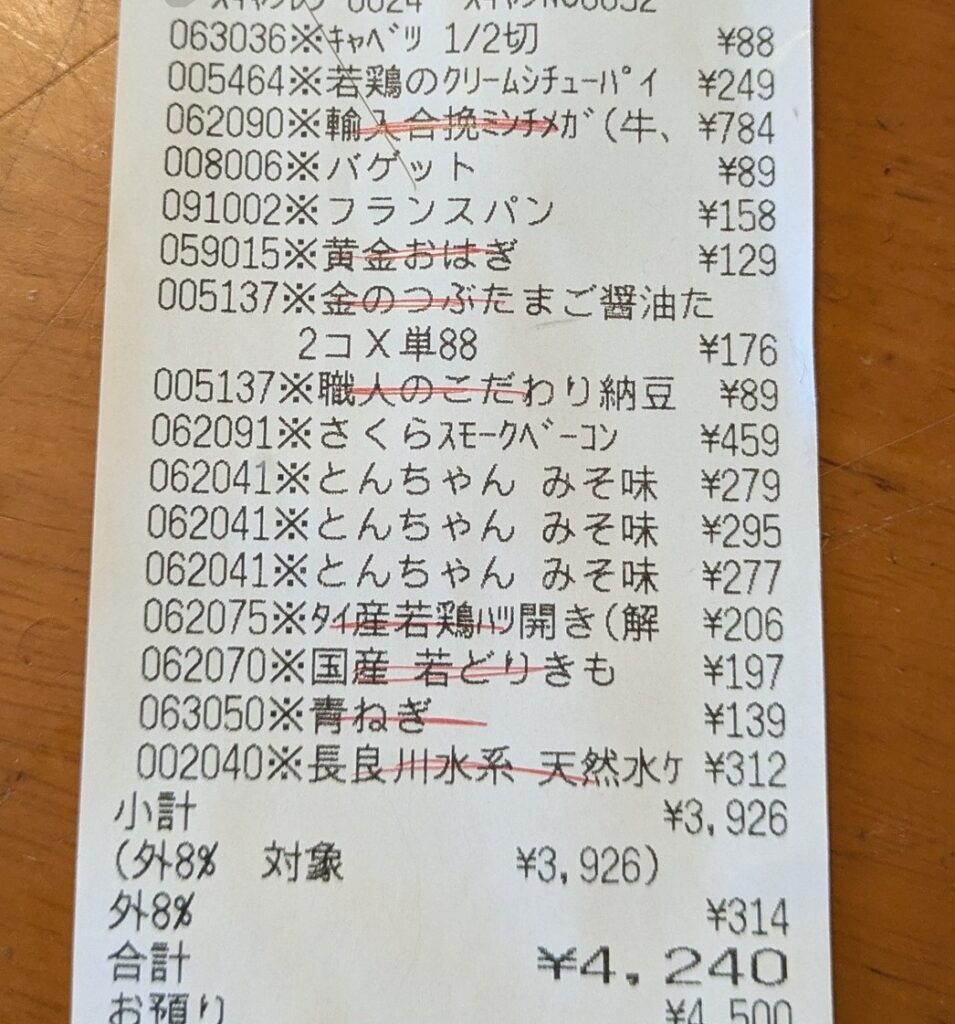 063036※ｷｬﾍﾞﾂ 1/2切 ¥88
005464※若鶏のｸﾘｰﾑｼﾁｭｰﾊﾟｲ ¥249
062090※輸入合挽ﾐﾝﾁﾒｶﾞ(牛、 ¥784
008006※バゲット ¥89
091002※フランスパン ¥158
059015※黄金おはぎ ¥129
005137※金のつぶたまご醤油た
2コX単88 ¥176
005137※職人のこだわり納豆 ¥89
062091※さくらｽﾓｰｸﾍﾞｰｺﾝ ¥459
062041※とんちゃん みそ味 ¥279
062041※とんちゃん みそ味 ¥295
062041※とんちゃん みそ味 ¥277
062075※ﾀｲ産若鶏ﾊﾂ開き(解 ¥206
062070※国産 若どりきも ¥197
063050※青ねぎ ¥139
002040※長良川水系 天然水ｹ ¥312
小計 ¥3,926
(外8% 対象 ¥3,926)
外8% ¥314
合計 ¥4,240
お預り ¥4,500